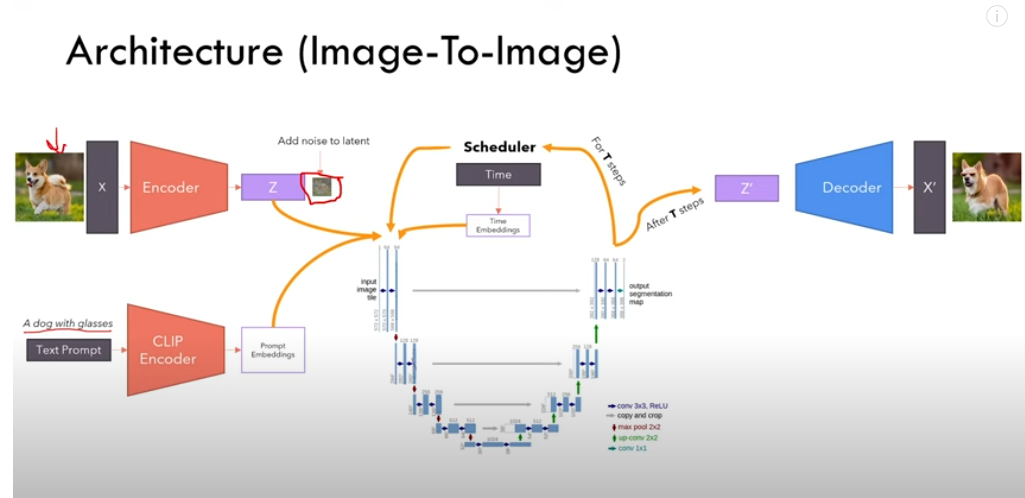 Architecture (Image-To-Image)
Add noise to latent
Scheduler
For T steps
X
Encoder
Z
Time
Time
Embeddings
After T steps
Z'
Decoder
X'
input
image
tile
output
segmentation
map
A dog with glasses
Text Prompt
CLIP
Encoder
Prompt
Embeddings
conv 3x3, ReLU
copy and crop
max pool 2x2
up-conv 2x2
conv 1x1